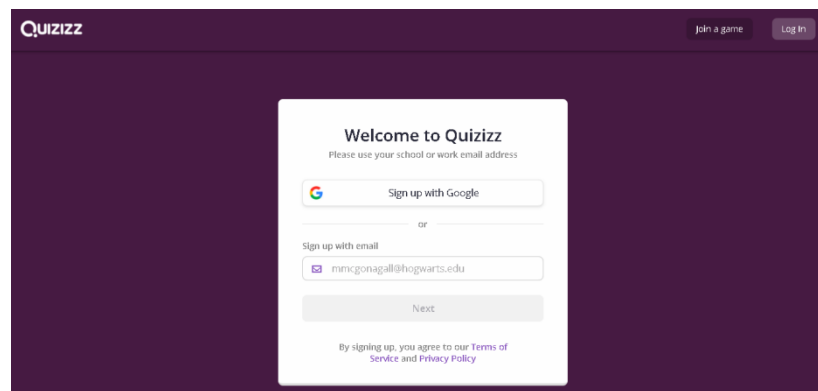 Quizizz
Join a game
Log In
Welcome to Quizizz
Please use your school or work email address
Sign up with Google
or
Sign up with email
mmcgonagall@hogwarts.edu
Next
By signing up, you agree to our Terms of
Service and Privacy Policy